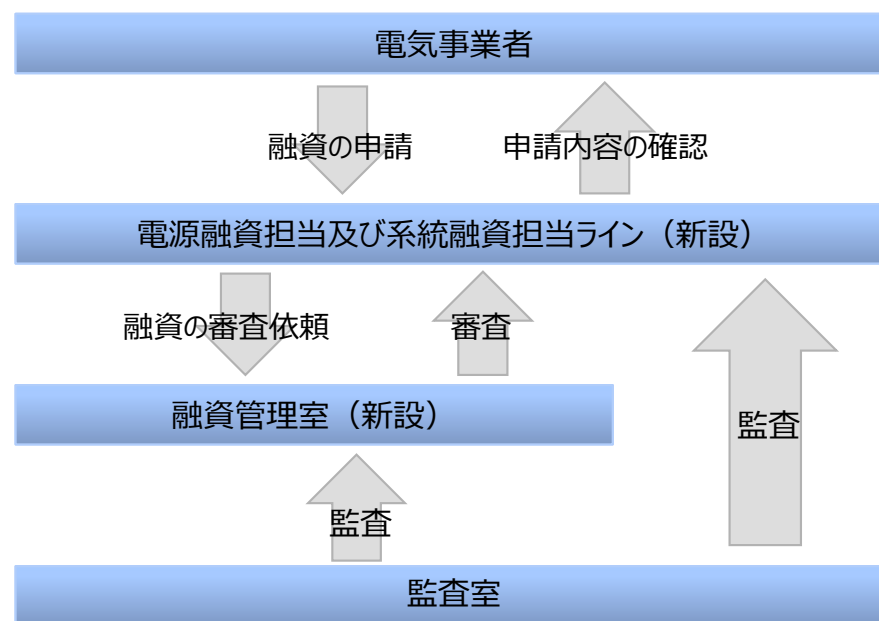 電気事業者
融資の申請
申請内容の確認
電源融資担当及び系統融資担当ライン（新設）
融資の審査依頼
審査
融資管理室（新設）
監査
監査
監査室